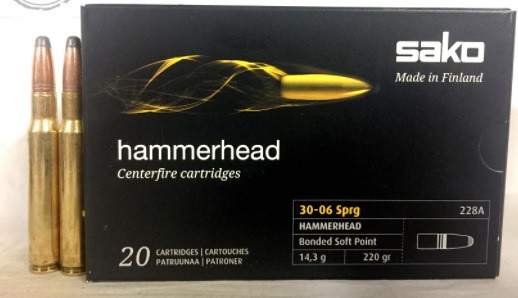 sako
Made in Finland
hammerhead
Centerfire cartridges
20 CARTRIDGES | CARTOUCHES
PATRUUNAA | PATRONER
30-06 Sprg 228A
HAMMERHEAD
Bonded Soft Point
14,3 g 220 gr